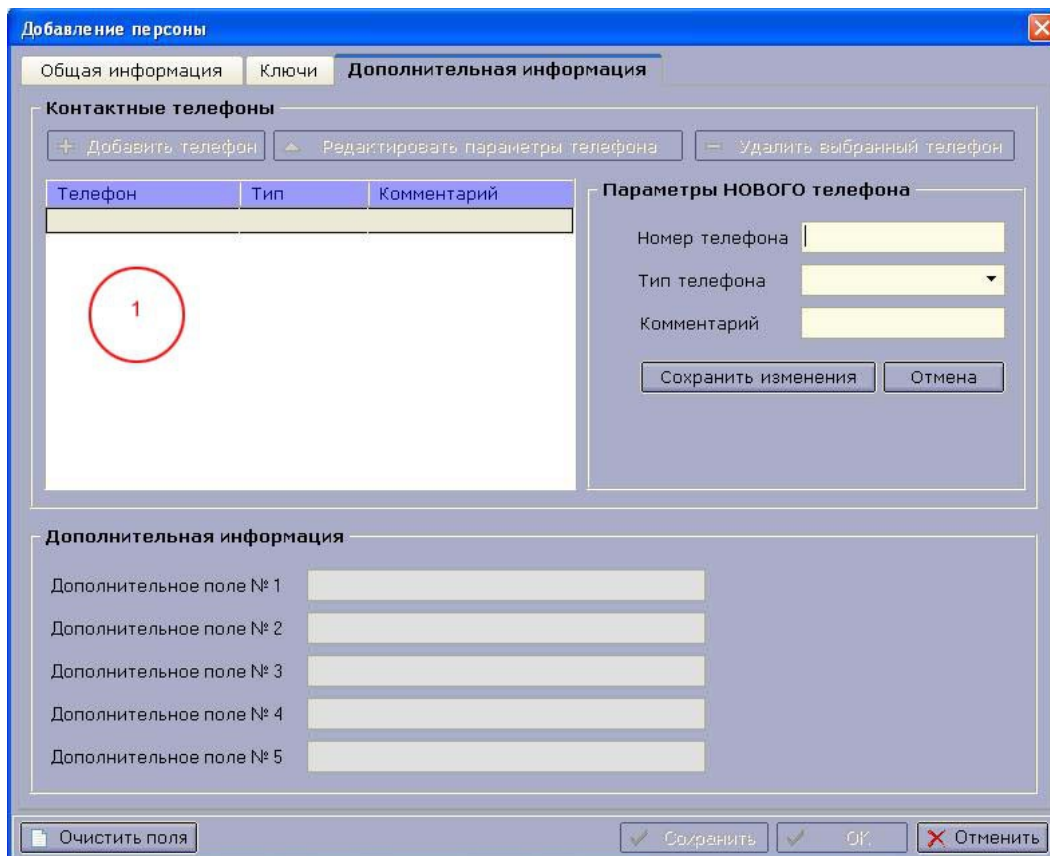 Добавление персоны
Общая информация Ключи Дополнительная информация
Контактные телефоны
Добавить телефон Редактировать параметры телефона Удалить выбранный телефон
Телефон Тип Комментарий
Параметры НОВОГО телефона
Номер телефона
Тип телефона
Комментарий
1
Сохранить изменения Отмена
Дополнительная информация
Дополнительное поле № 1
Дополнительное поле № 2
Дополнительное поле № 3
Дополнительное поле № 4
Дополнительное поле № 5
Очистить поля Сохранить ОК Отменить